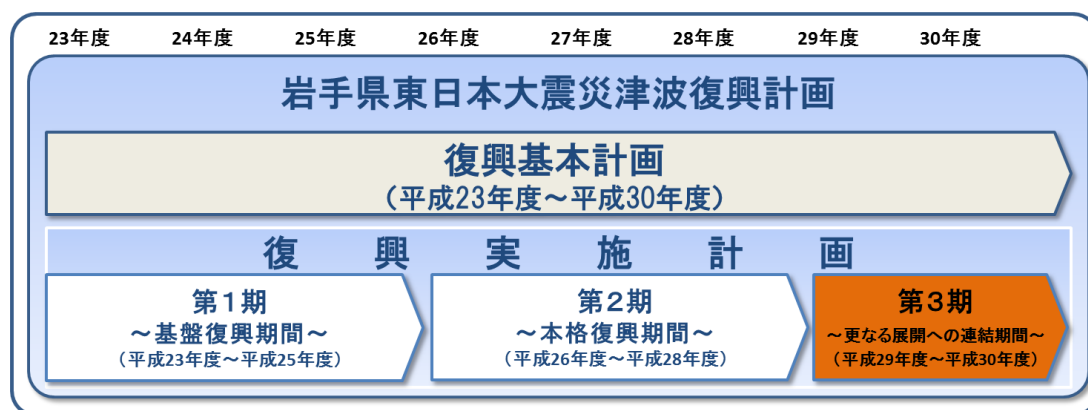 23年度 24年度 25年度 26年度 27年度 28年度 29年度 30年度
岩手県東日本大震災津波復興計画
復興基本計画
（平成23年度～平成30年度）
復興実施計画
第１期
～基盤復興期間～
（平成23年度～平成25年度）
第２期
～本格復興期間～
（平成26年度～平成28年度）
第３期
～更なる展開への連結期間～
（平成29年度～平成30年度）